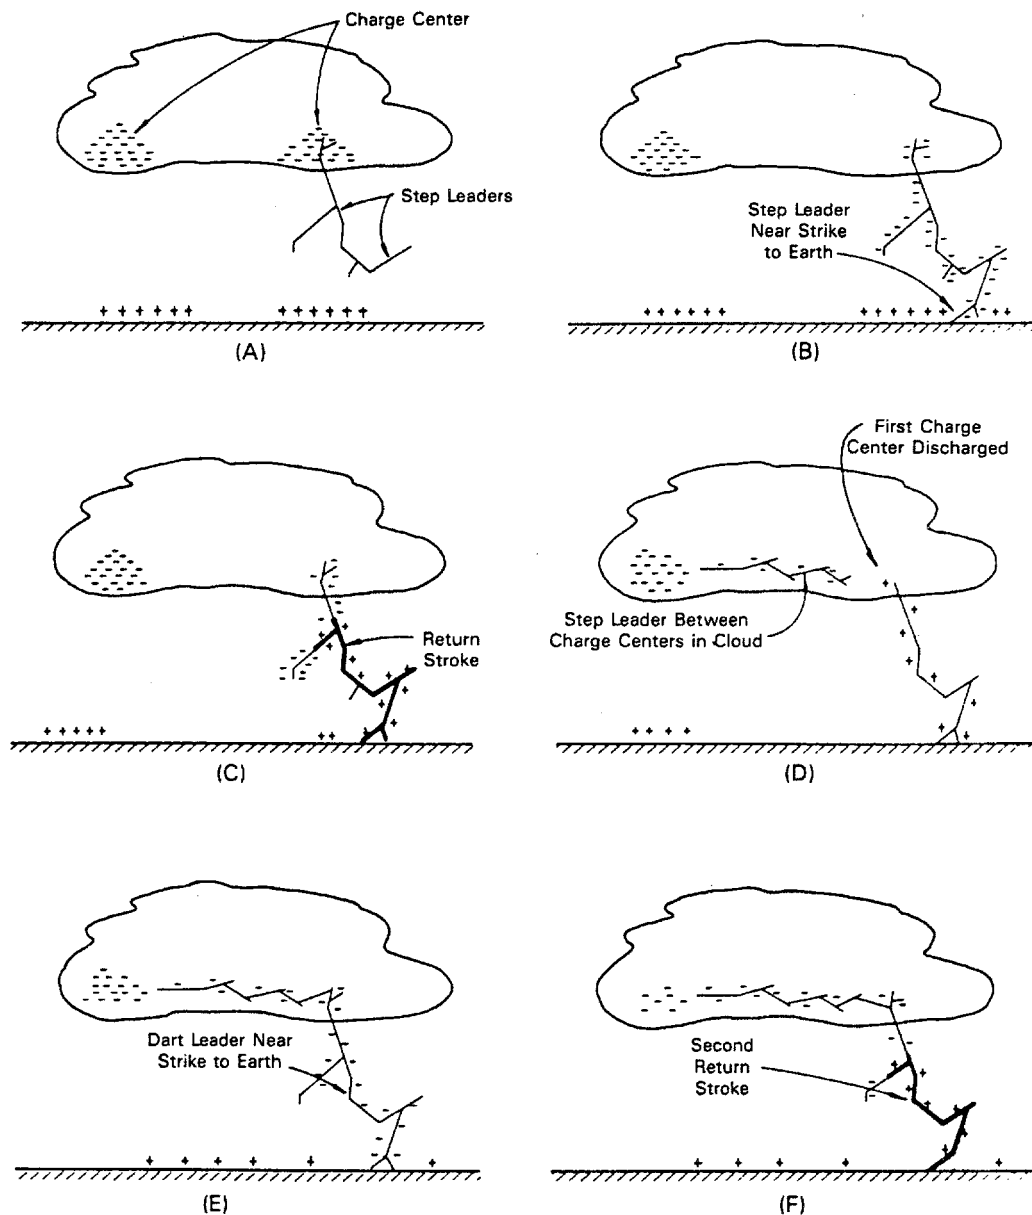 Charge Center
Step Leaders
(A)
Step Leader
Near Strike
to Earth
(B)
Return
Stroke
(C)
First Charge
Center Discharged
Step Leader Between
Charge Centers in Cloud
(D)
Dart Leader Near
Strike to Earth
(E)
Second
Return
Stroke
(F)